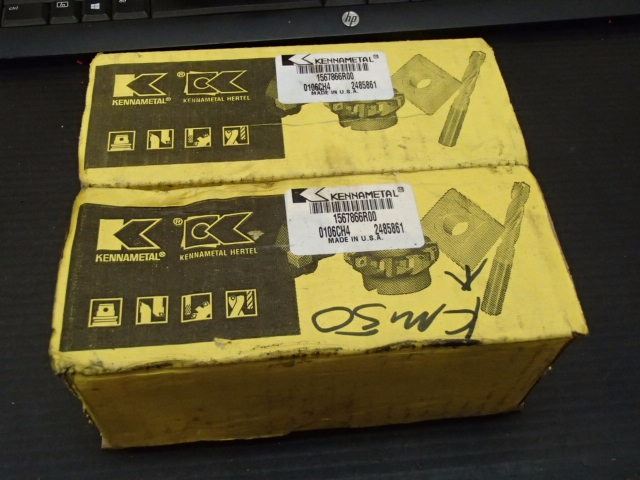 hp
KENNAMETAL®
1567866R00
0106CH4 2485861
MADE IN U.S.A.
KENNAMETAL®
KENNAMETAL HERTEL
KENNAMETAL®
1567866R00
0106CH4 2485861
MADE IN U.S.A.
KENNAMETAL®
KENNAMETAL HERTEL
KM50